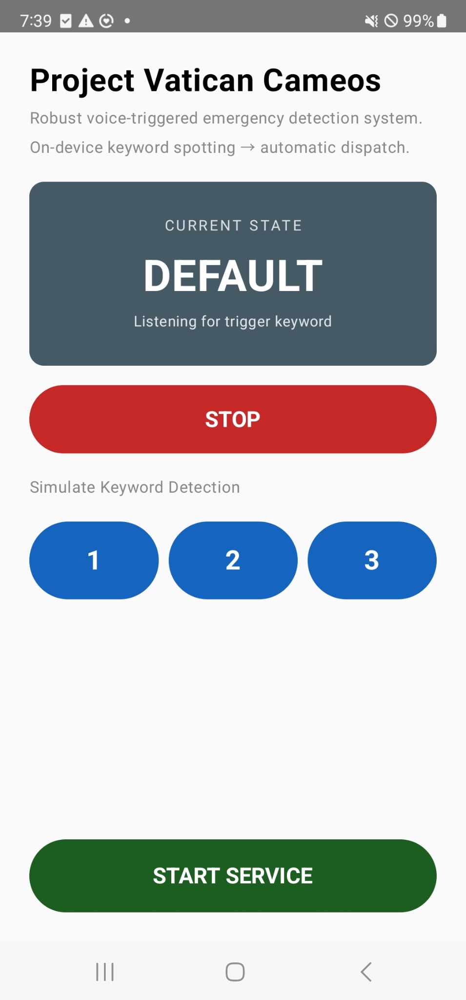 7:39
99%
Project Vatican Cameos
Robust voice-triggered emergency detection system.
On-device keyword spotting → automatic dispatch.
CURRENT STATE
DEFAULT
Listening for trigger keyword
STOP
Simulate Keyword Detection
1
2
3
START SERVICE